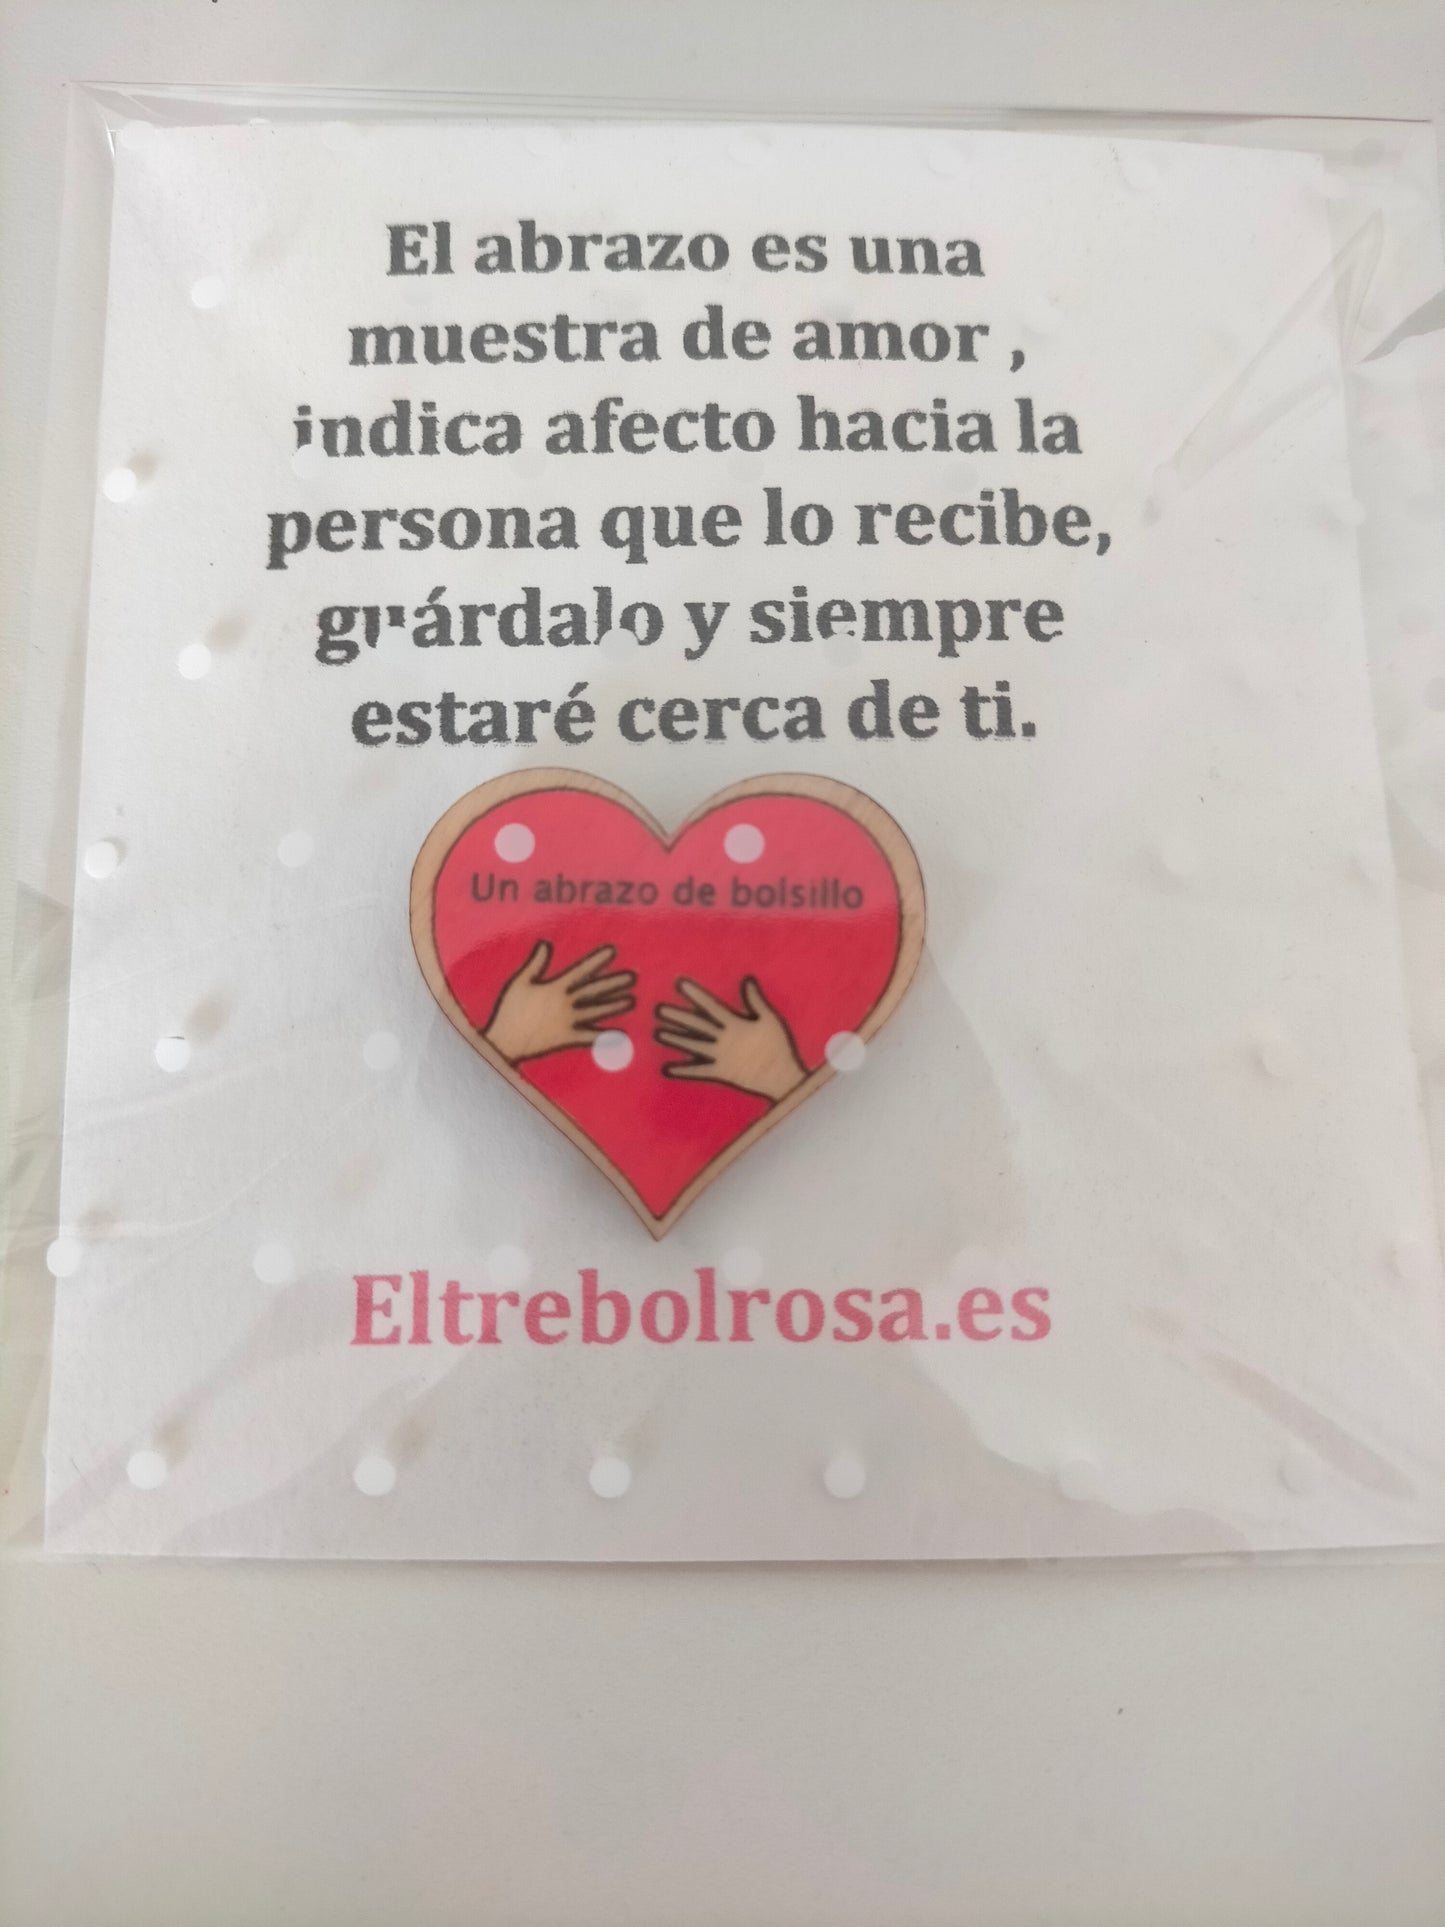 El abrazo es una
muestra de amor ,
indica afecto hacia la
persona que lo recibe,
guárdalo y siempre
estaré cerca de ti.
Un abrazo de bolsillo
Eltrebolrosa.es